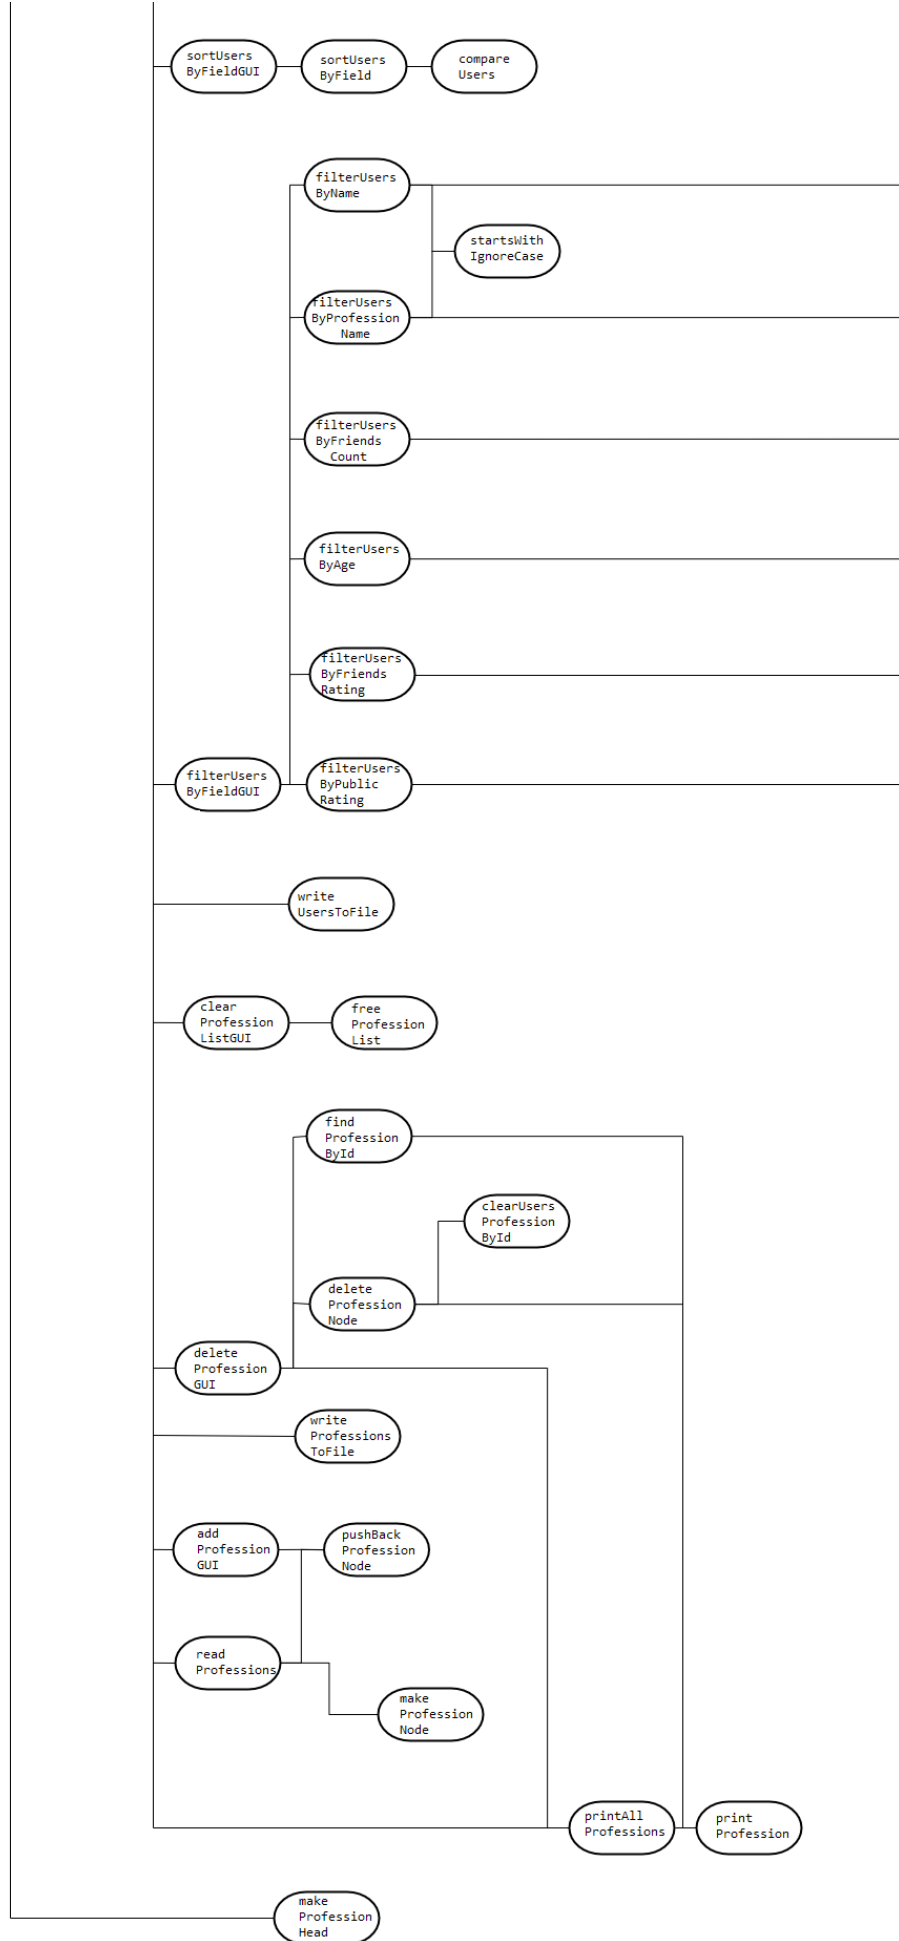 sortUsers
ByFieldGUI
sortUsers
ByField
compare
Users
filterUsers
ByName
startsWith
IgnoreCase
filterUsers
ByProfession
Name
filterUsers
ByFriends
Count
filterUsers
ByAge
filterUsers
ByFriends
Rating
filterUsers
ByFieldGUI
filterUsers
ByPublic
Rating
write
UsersToFile
clear
Profession
ListGUI
free
Profession
List
find
Profession
ById
clearUsers
Profession
ById
delete
Profession
Node
delete
Profession
GUI
write
Professions
ToFile
add
Profession
GUI
pushBack
Profession
Node
read
Professions
make
Profession
Node
printAll
Professions
print
Profession
make
Profession
Head